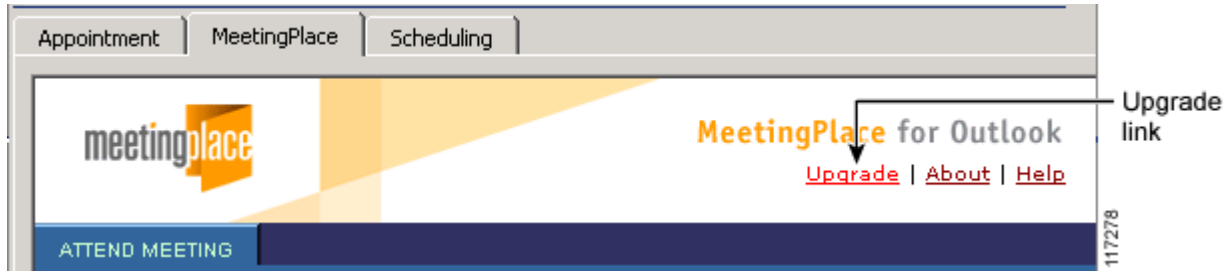 Appointment MeetingPlace Scheduling
meetingplace
MeetingPlace for Outlook
Upgrade | About | Help
Upgrade
link
ATTEND MEETING
117278